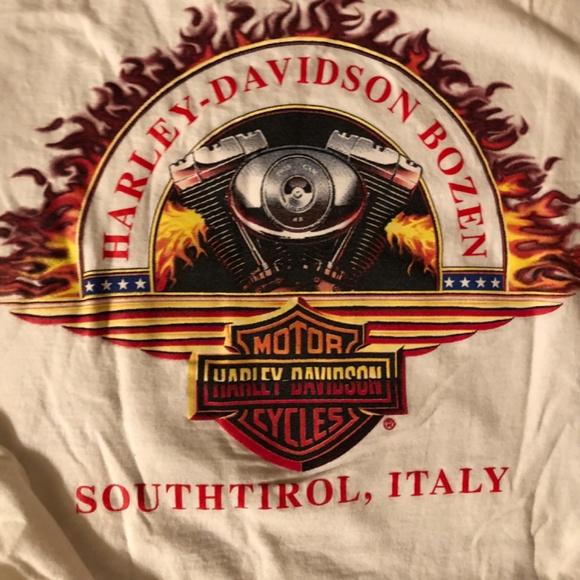 HARLEY-DAVIDSON BOZEN
MOTOR
HARLEY-DAVIDSON
CYCLES
®
SOUTHTIROL, ITALY